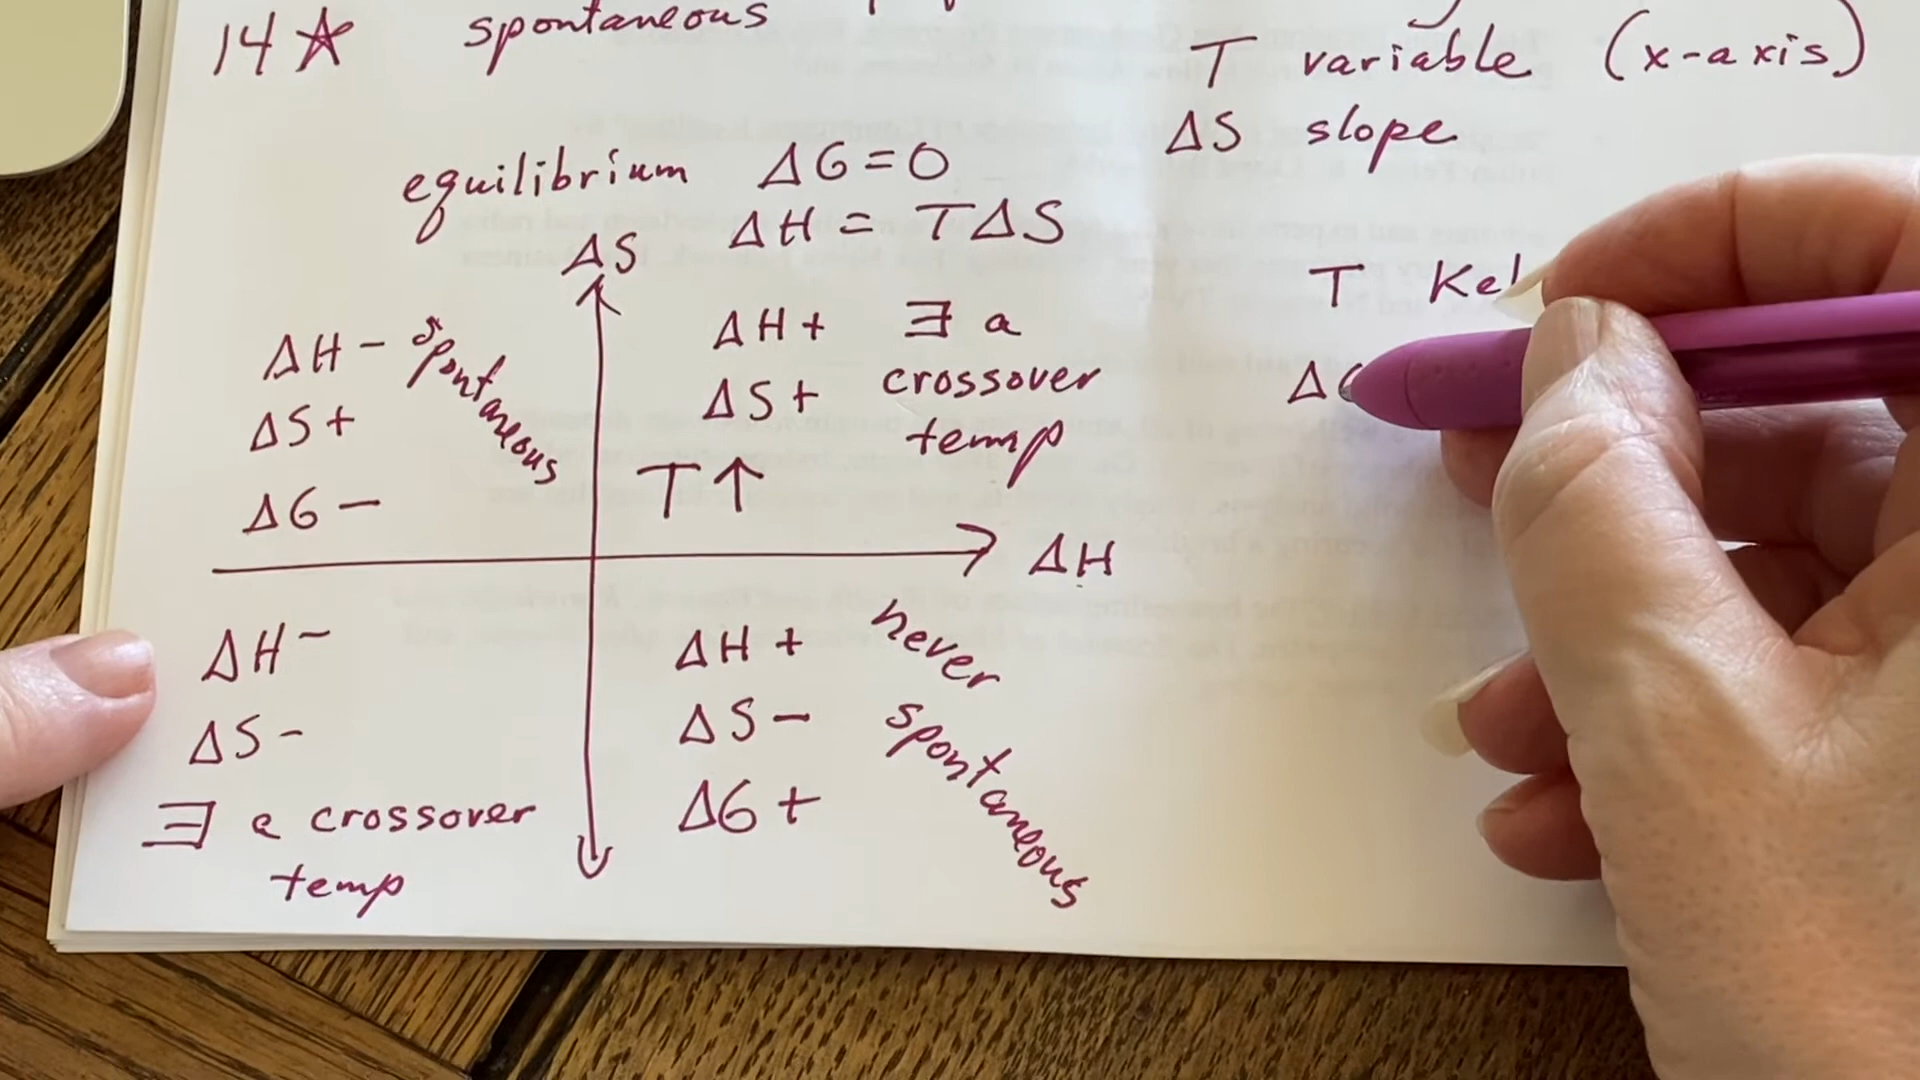 14 ☆ spontaneous
T variable (x-axis)
ΔS slope
equilibrium ΔG = 0
ΔH = TΔS
T
ΔS
ΔH - spontaneous
ΔS +
ΔG -
ΔH + ∃ a
ΔS + crossover
temp
T ↑
ΔH
ΔH -
ΔS -
∃ a crossover
temp
ΔH + never
ΔS - spontaneous
ΔG +